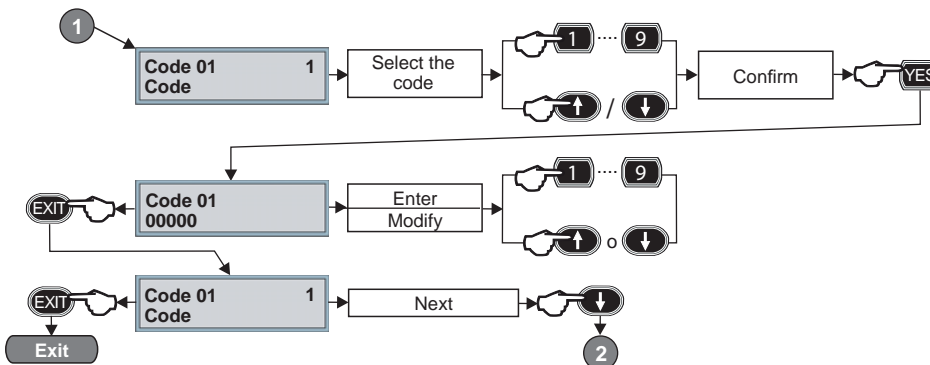 1
Code 01 1
Code
Select the
code
1 ···· 9
/
Confirm
YES
EXIT
Code 01
00000
Enter
Modify
1 ···· 9
o
EXIT
Code 01 1
Code
Next
Exit
2